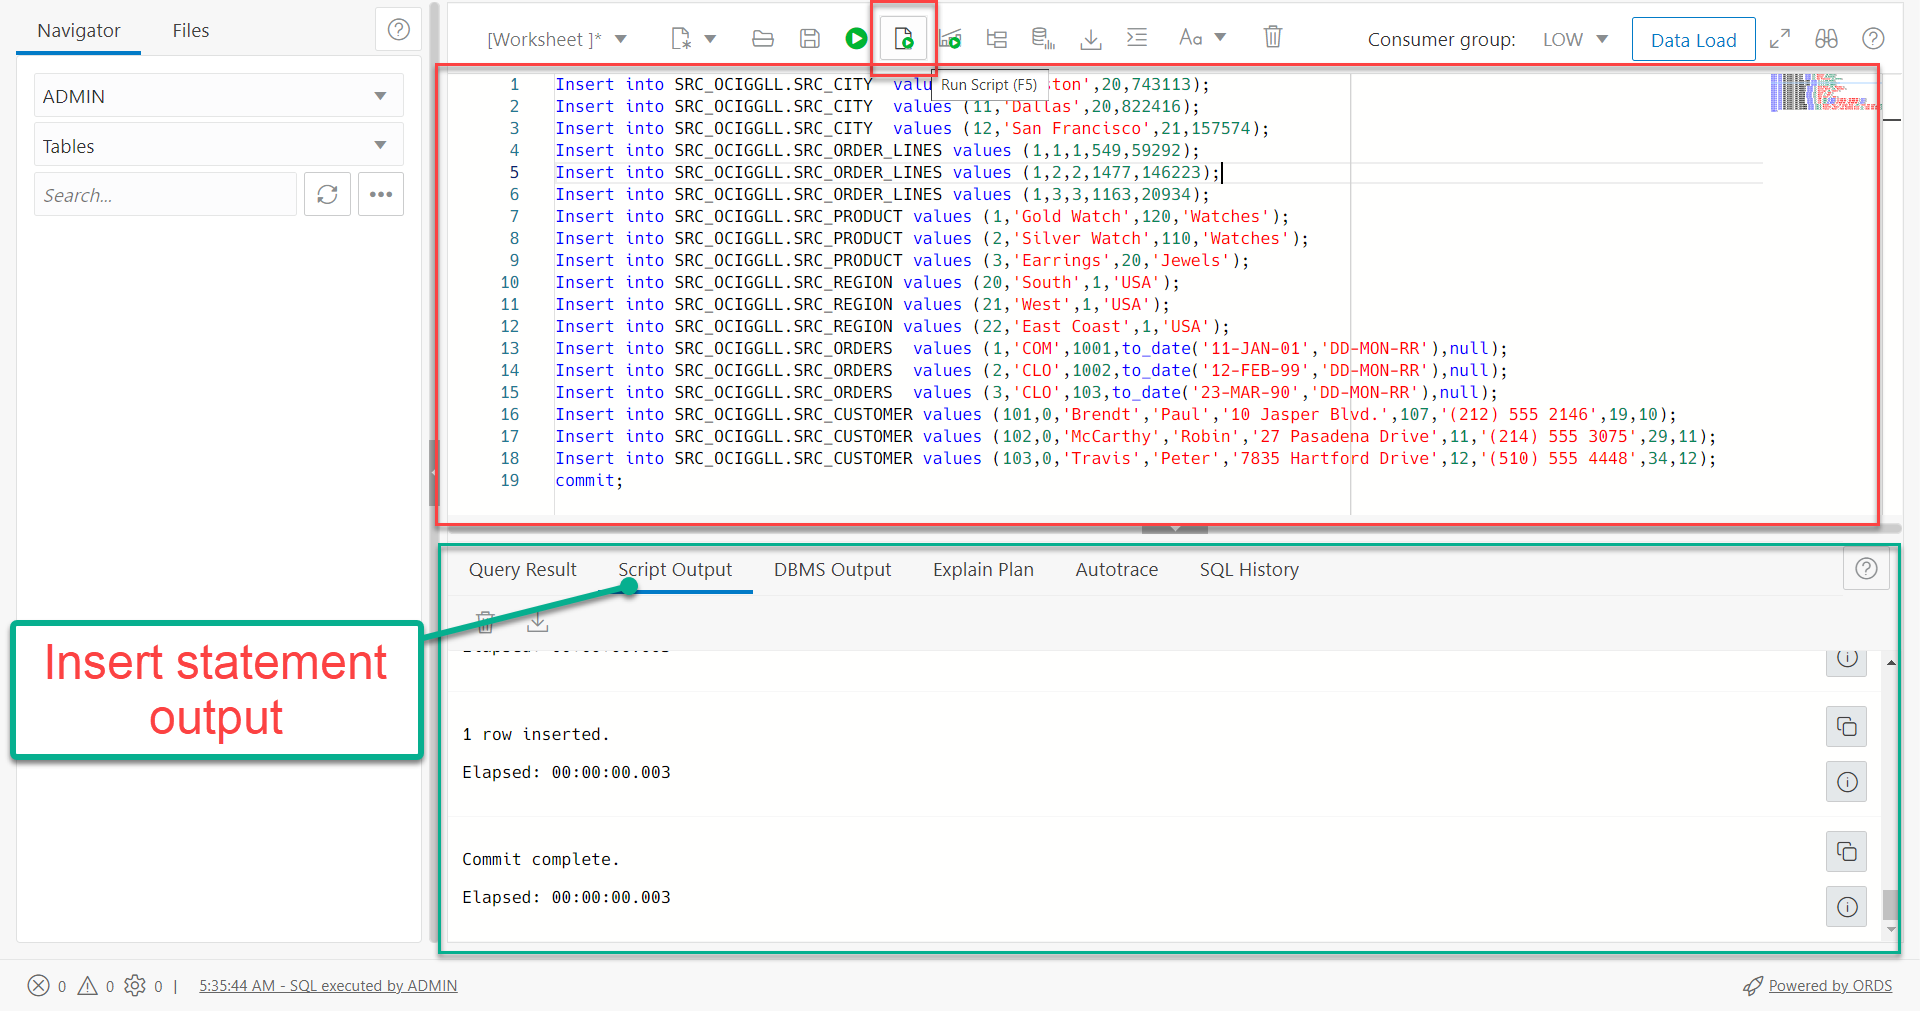 Navigator Files
[Worksheet ]* Aa Consumer group: LOW Data Load
ADMIN
Tables
Search...
Run Script (F5)
1 Insert into SRC_OCIGGLL.SRC_CITY valu ton',20,743113);
2 Insert into SRC_OCIGGLL.SRC_CITY values (11,'Dallas',20,822416);
3 Insert into SRC_OCIGGLL.SRC_CITY values (12,'San Francisco',21,157574);
4 Insert into SRC_OCIGGLL.SRC_ORDER_LINES values (1,1,1,549,59292);
5 Insert into SRC_OCIGGLL.SRC_ORDER_LINES values (1,2,2,1477,146223);
6 Insert into SRC_OCIGGLL.SRC_ORDER_LINES values (1,3,3,1163,20934);
7 Insert into SRC_OCIGGLL.SRC_PRODUCT values (1,'Gold Watch',120,'Watches');
8 Insert into SRC_OCIGGLL.SRC_PRODUCT values (2,'Silver Watch',110,'Watches');
9 Insert into SRC_OCIGGLL.SRC_PRODUCT values (3,'Earrings',20,'Jewels');
10 Insert into SRC_OCIGGLL.SRC_REGION values (20,'South',1,'USA');
11 Insert into SRC_OCIGGLL.SRC_REGION values (21,'West',1,'USA');
12 Insert into SRC_OCIGGLL.SRC_REGION values (22,'East Coast',1,'USA');
13 Insert into SRC_OCIGGLL.SRC_ORDERS values (1,'COM',1001,to_date('11-JAN-01','DD-MON-RR'),null);
14 Insert into SRC_OCIGGLL.SRC_ORDERS values (2,'CLO',1002,to_date('12-FEB-99','DD-MON-RR'),null);
15 Insert into SRC_OCIGGLL.SRC_ORDERS values (3,'CLO',103,to_date('23-MAR-90','DD-MON-RR'),null);
16 Insert into SRC_OCIGGLL.SRC_CUSTOMER values (101,0,'Brendt','Paul','10 Jasper Blvd.',107,'(212) 555 2146',19,10);
17 Insert into SRC_OCIGGLL.SRC_CUSTOMER values (102,0,'McCarthy','Robin','27 Pasadena Drive',11,'(214) 555 3075',29,11);
18 Insert into SRC_OCIGGLL.SRC_CUSTOMER values (103,0,'Travis','Peter','7835 Hartford Drive',12,'(510) 555 4448',34,12);
19 commit;
Query Result Script Output DBMS Output Explain Plan Autotrace SQL History
Insert statement
output
1 row inserted.
Elapsed: 00:00:00.003
Commit complete.
Elapsed: 00:00:00.003
0 0 0 | 5:35:44 AM - SQL executed by ADMIN
Powered by ORDS